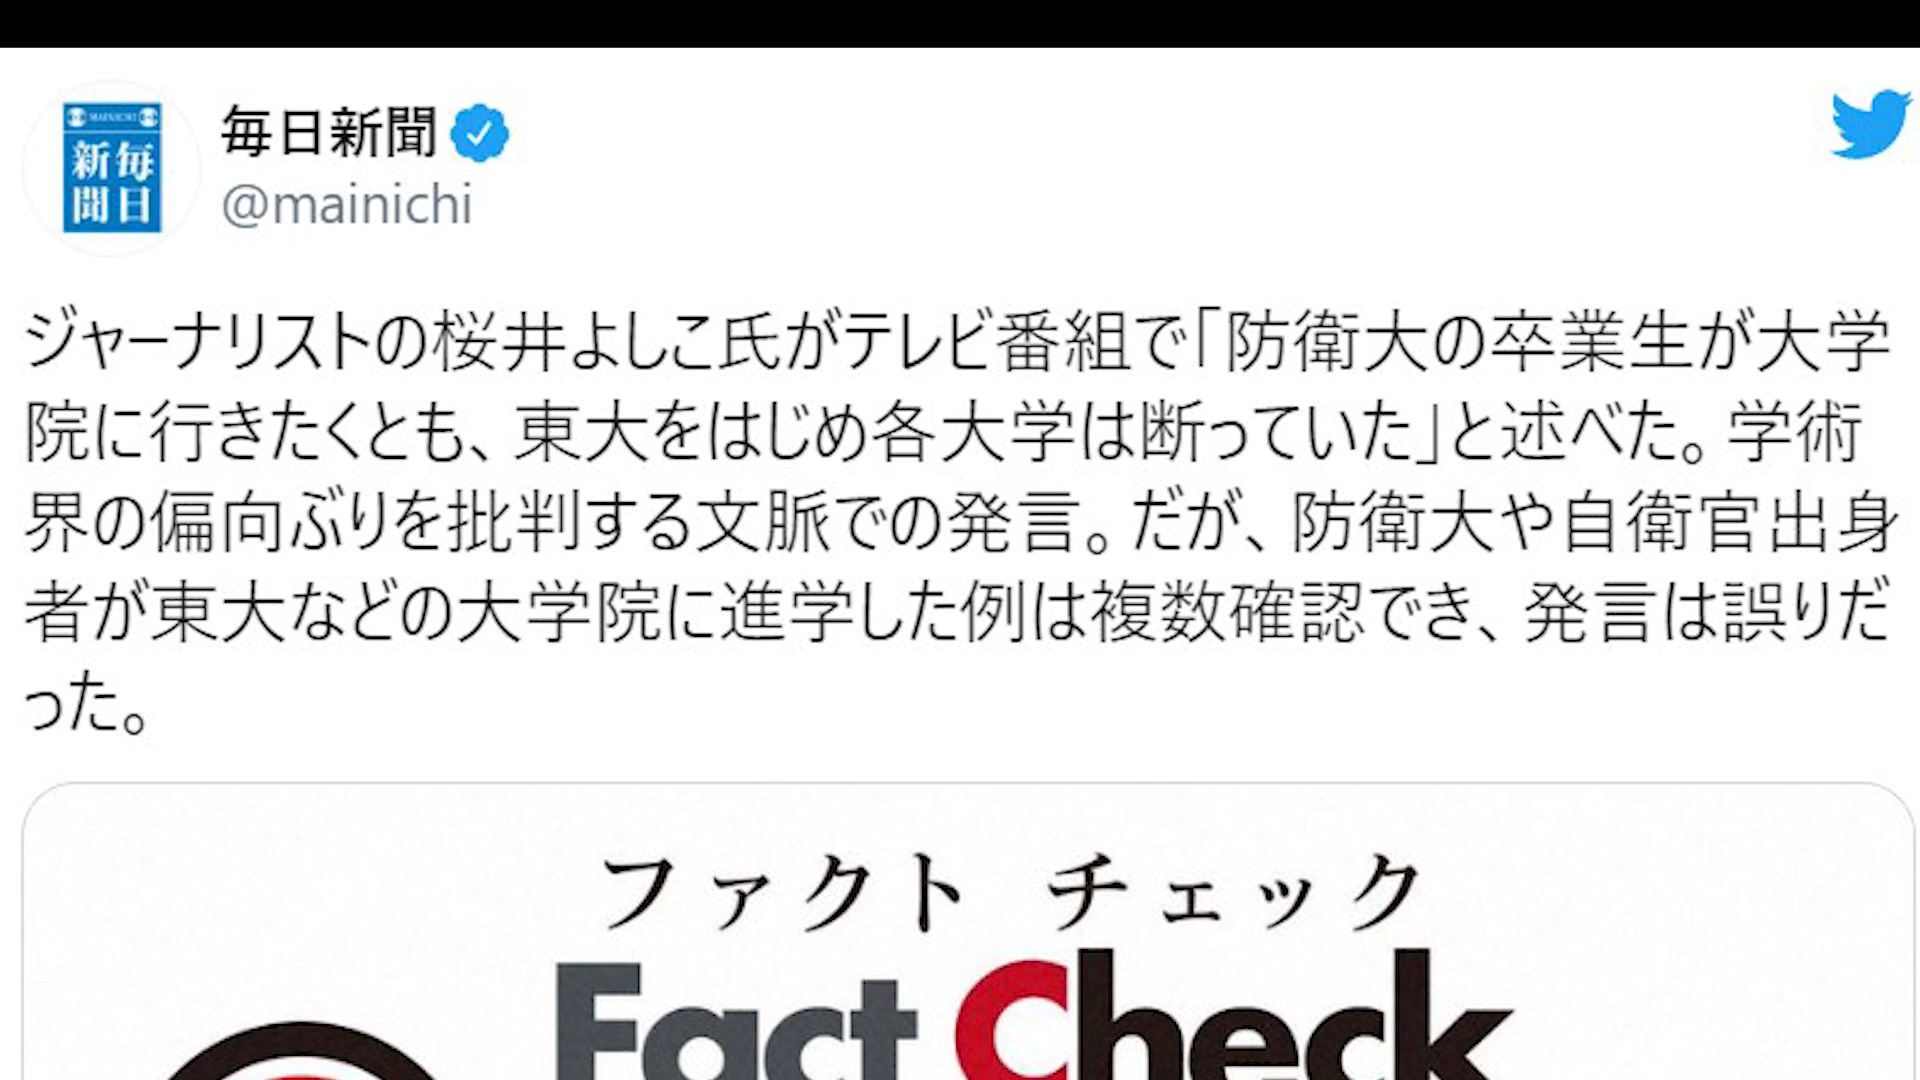 MAINICHI
毎日
新聞
毎日新聞
@mainichi
ジャーナリストの桜井よしこ氏がテレビ番組で「防衛大の卒業生が大学
院に行きたくとも、東大をはじめ各大学は断っていた」と述べた。学術
界の偏向ぶりを批判する文脈での発言。だが、防衛大や自衛官出身
者が東大などの大学院に進学した例は複数確認でき、発言は誤りだ
った。
ファクト チェック
Fact Check